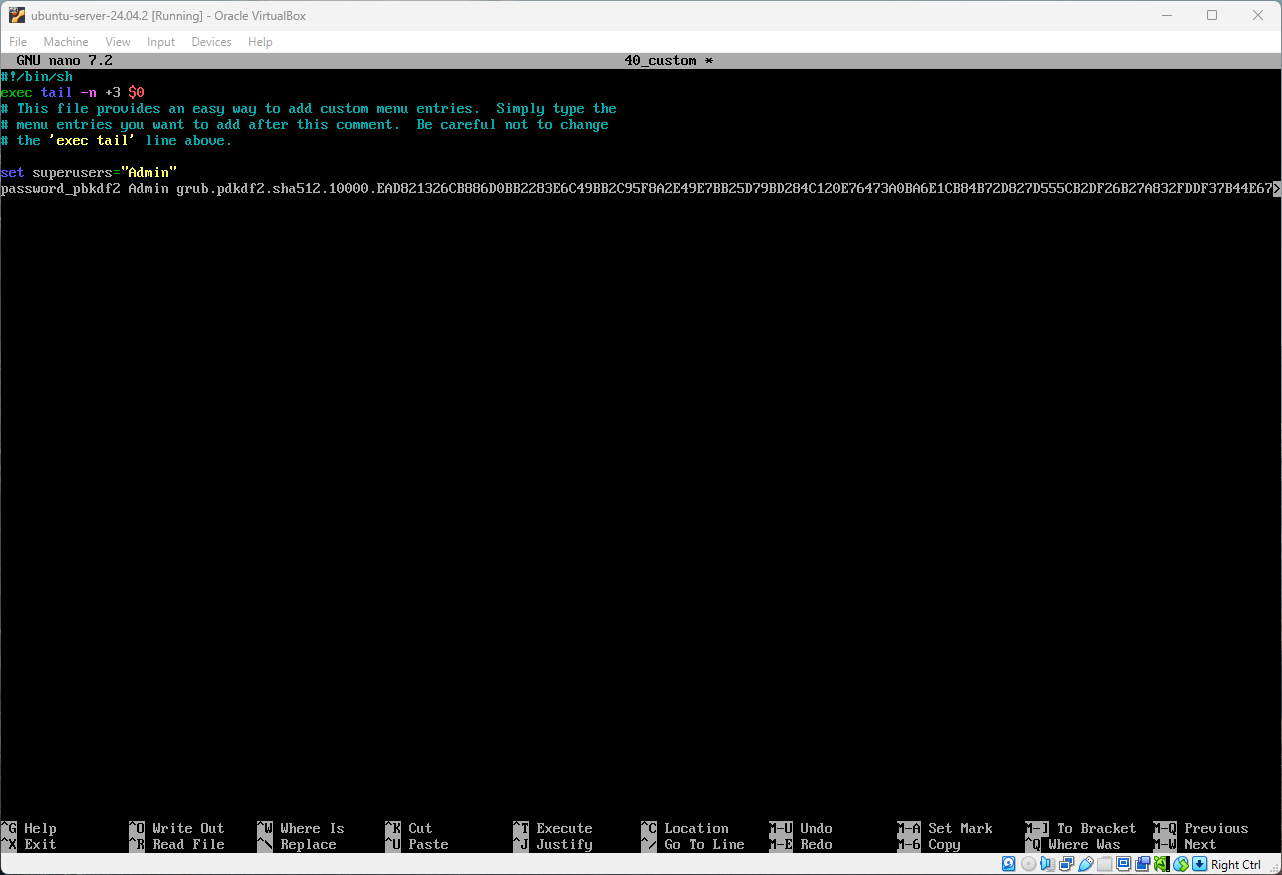 ubuntu-server-24.04.2 [Running] - Oracle VirtualBox
File Machine View Input Devices Help
GNU nano 7.2 40_custom *
#!/bin/sh
exec tail -n +3 $0
# This file provides an easy way to add custom menu entries.  Simply type the
# menu entries you want to add after this comment.  Be careful not to change
# the 'exec tail' line above.
set superusers="Admin"
password_pbkdf2 Admin grub.pdkdf2.sha512.10000.EAD821326CB886D0BB2283E6C49BB2C95F8A2E49E7BB25D79BD284C120E76473A0BA6E1CB84B72D827D555CB2DF26B27A832FDDF37B44E67>
^G Help ^O Write Out ^W Where Is ^K Cut ^T Execute ^C Location M-U Undo M-A Set Mark M-] To Bracket M-Q Previous
^X Exit ^R Read File ^\ Replace ^U Paste ^J Justify ^/ Go To Line M-E Redo M-6 Copy ^Q Where Was M-W Next
Right Ctrl